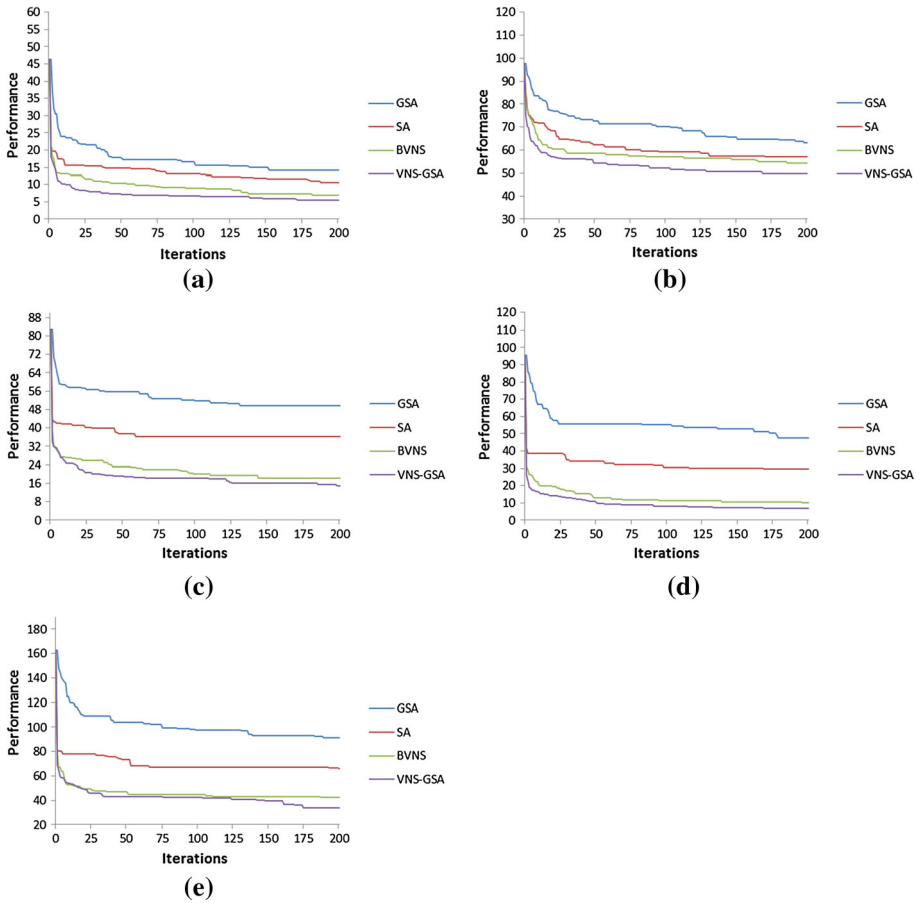 Performance
60
55
50
45
40
35
30
25
20
15
10
5
0
0 25 50 75 100 125 150 175 200
Iterations
GSA
SA
BVNS
VNS-GSA
(a)
Performance
120
110
100
90
80
70
60
50
40
30
0 25 50 75 100 125 150 175 200
Iterations
GSA
SA
BVNS
VNS-GSA
(b)
Performance
88
80
72
64
56
48
40
32
24
16
8
0
0 25 50 75 100 125 150 175 200
Iterations
GSA
SA
BVNS
VNS-GSA
(c)
Performance
120
110
100
90
80
70
60
50
40
30
20
10
0
0 25 50 75 100 125 150 175 200
Iterations
GSA
SA
BVNS
VNS-GSA
(d)
Performance
180
160
140
120
100
80
60
40
20
0 25 50 75 100 125 150 175 200
Iterations
GSA
SA
BVNS
VNS-GSA
(e)